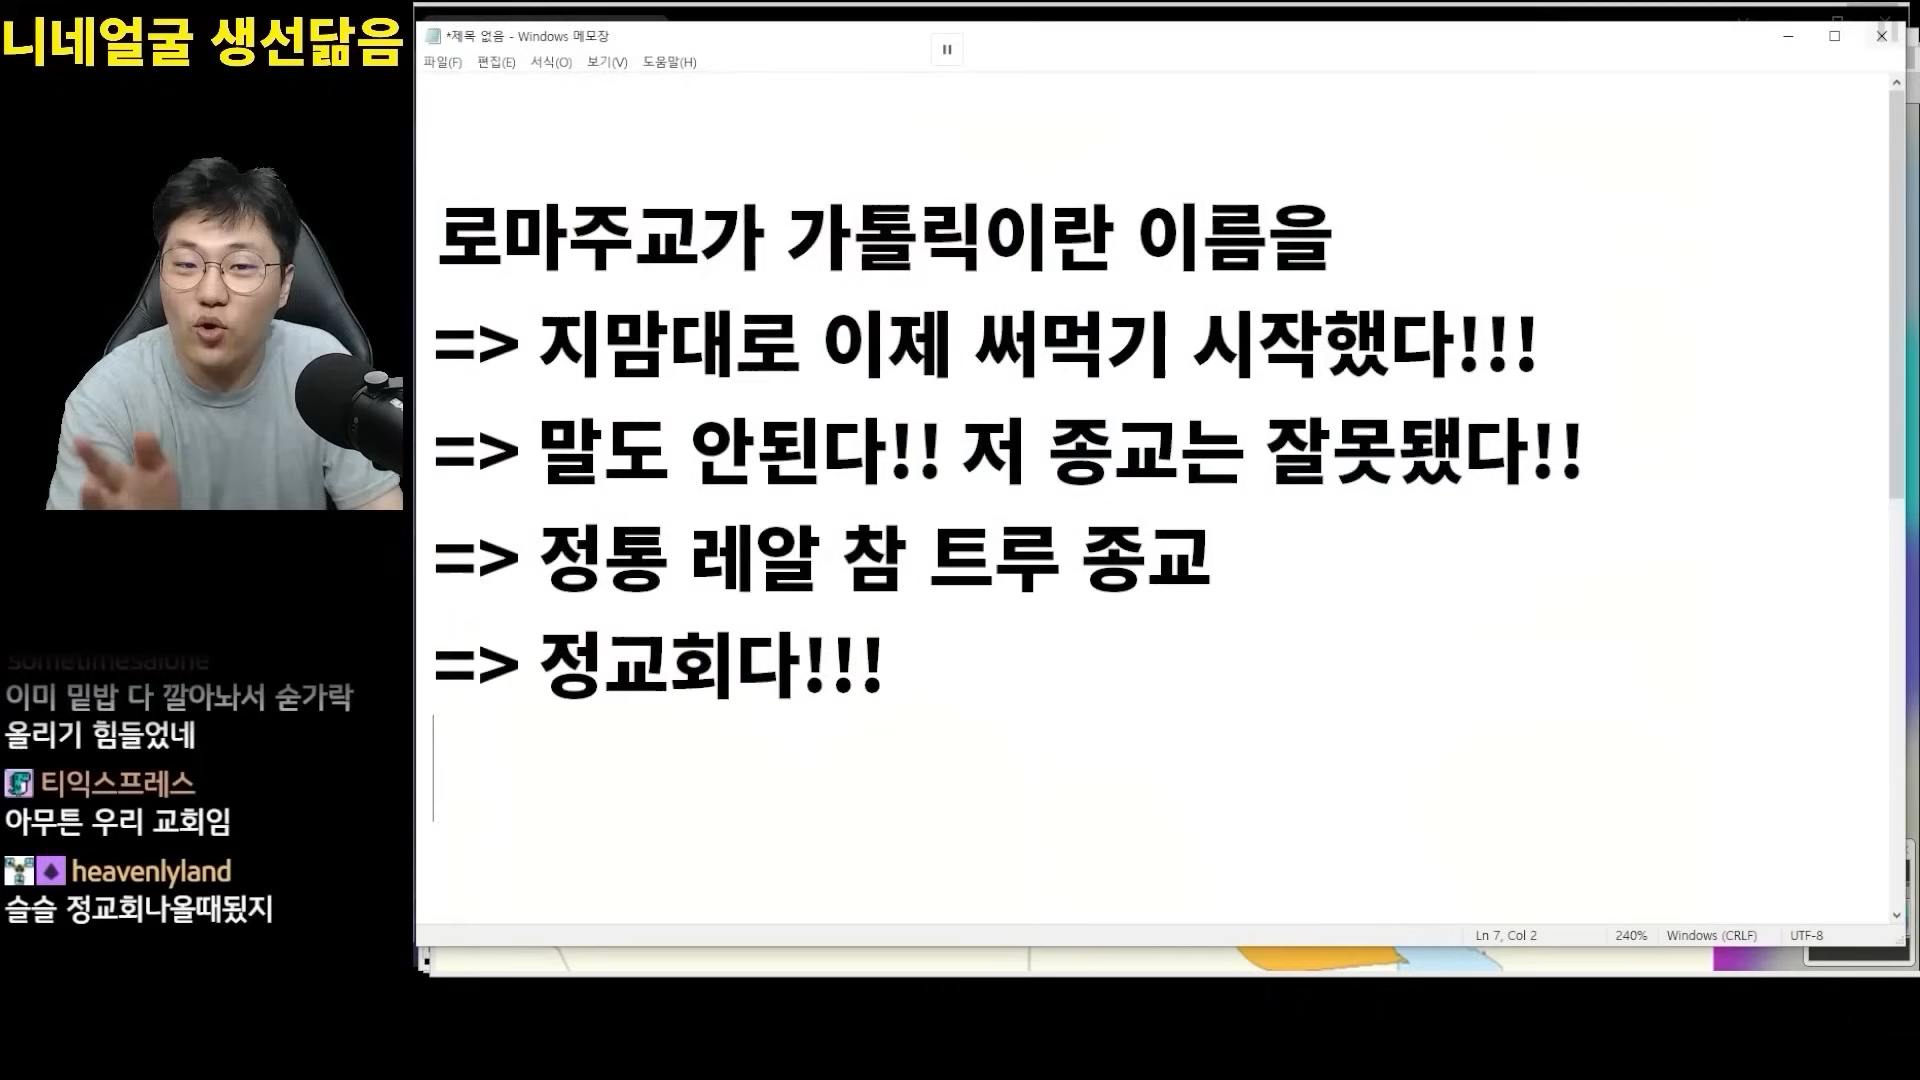 니네얼굴 생선닮음
*제목 없음 - Windows 메모장
파일(F) 편집(E) 서식(O) 보기(V) 도움말(H)
로마주교가 가톨릭이란 이름을
=> 지맘대로 이제 써먹기 시작했다!!!
=> 말도 안된다!! 저 종교는 잘못됐다!!
=> 정통 레알 참 트루 종교
=> 정교회다!!!
sometimesalone
이미 밑밥 다 깔아놔서 숟가락
올리기 힘들었네
티익스프레스
아무튼 우리 교회임
heavenlyland
슬슬 정교회나올때됬지
Ln 7, Col 2 240% Windows (CRLF) UTF-8